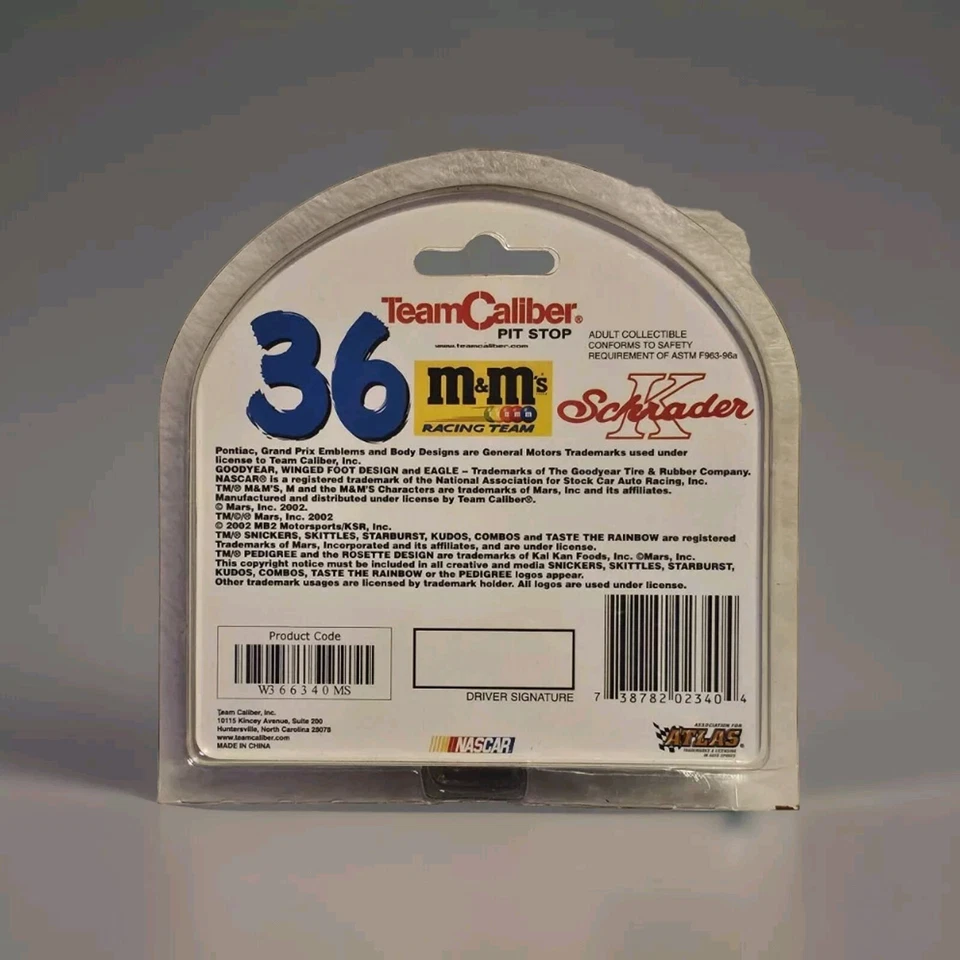 TeamCaliber®
PIT STOP
www.teamcaliber.com
ADULT COLLECTIBLE
CONFORMS TO SAFETY
REQUIREMENT OF ASTM F963-96a
36
m&m's
RACING TEAM
K
Schrader
Pontiac, Grand Prix Emblems and Body Designs are General Motors Trademarks used under
license to Team Caliber, Inc.
GOODYEAR, WINGED FOOT DESIGN and EAGLE – Trademarks of The Goodyear Tire & Rubber Company.
NASCAR® is a registered trademark of the National Association for Stock Car Auto Racing, Inc.
TM/® M&M'S, M and the M&M'S Characters are trademarks of Mars, Inc and its affiliates.
Manufactured and distributed under license by Team Caliber®.
© Mars, Inc. 2002.
TM/©/® Mars, Inc. 2002
© 2002 MB2 Motorsports/KSR, Inc.
TM/® SNICKERS, SKITTLES, STARBURST, KUDOS, COMBOS and TASTE THE RAINBOW are registered
Trademarks of Mars, Incorporated and its affiliates, and are under license.
TM/® PEDIGREE and the ROSETTE DESIGN are trademarks of Kal Kan Foods, Inc. ©Mars, Inc.
This copyright notice must be included in all creative and media SNICKERS, SKITTLES, STARBURST,
KUDOS, COMBOS, TASTE THE RAINBOW or the PEDIGREE logos appear.
Other trademark usages are licensed by trademark holder. All logos are used under license.
Product Code
W366340MS
DRIVER SIGNATURE
7 38782 02340 4
Team Caliber, Inc.
10115 Kincey Avenue, Suite 200
Huntersville, North Carolina 28078
www.teamcaliber.com
MADE IN CHINA
NASCAR
ASSOCIATION FOR
ATLAS®
TRADEMARKS & LICENSING
IN AUTO SPORTS